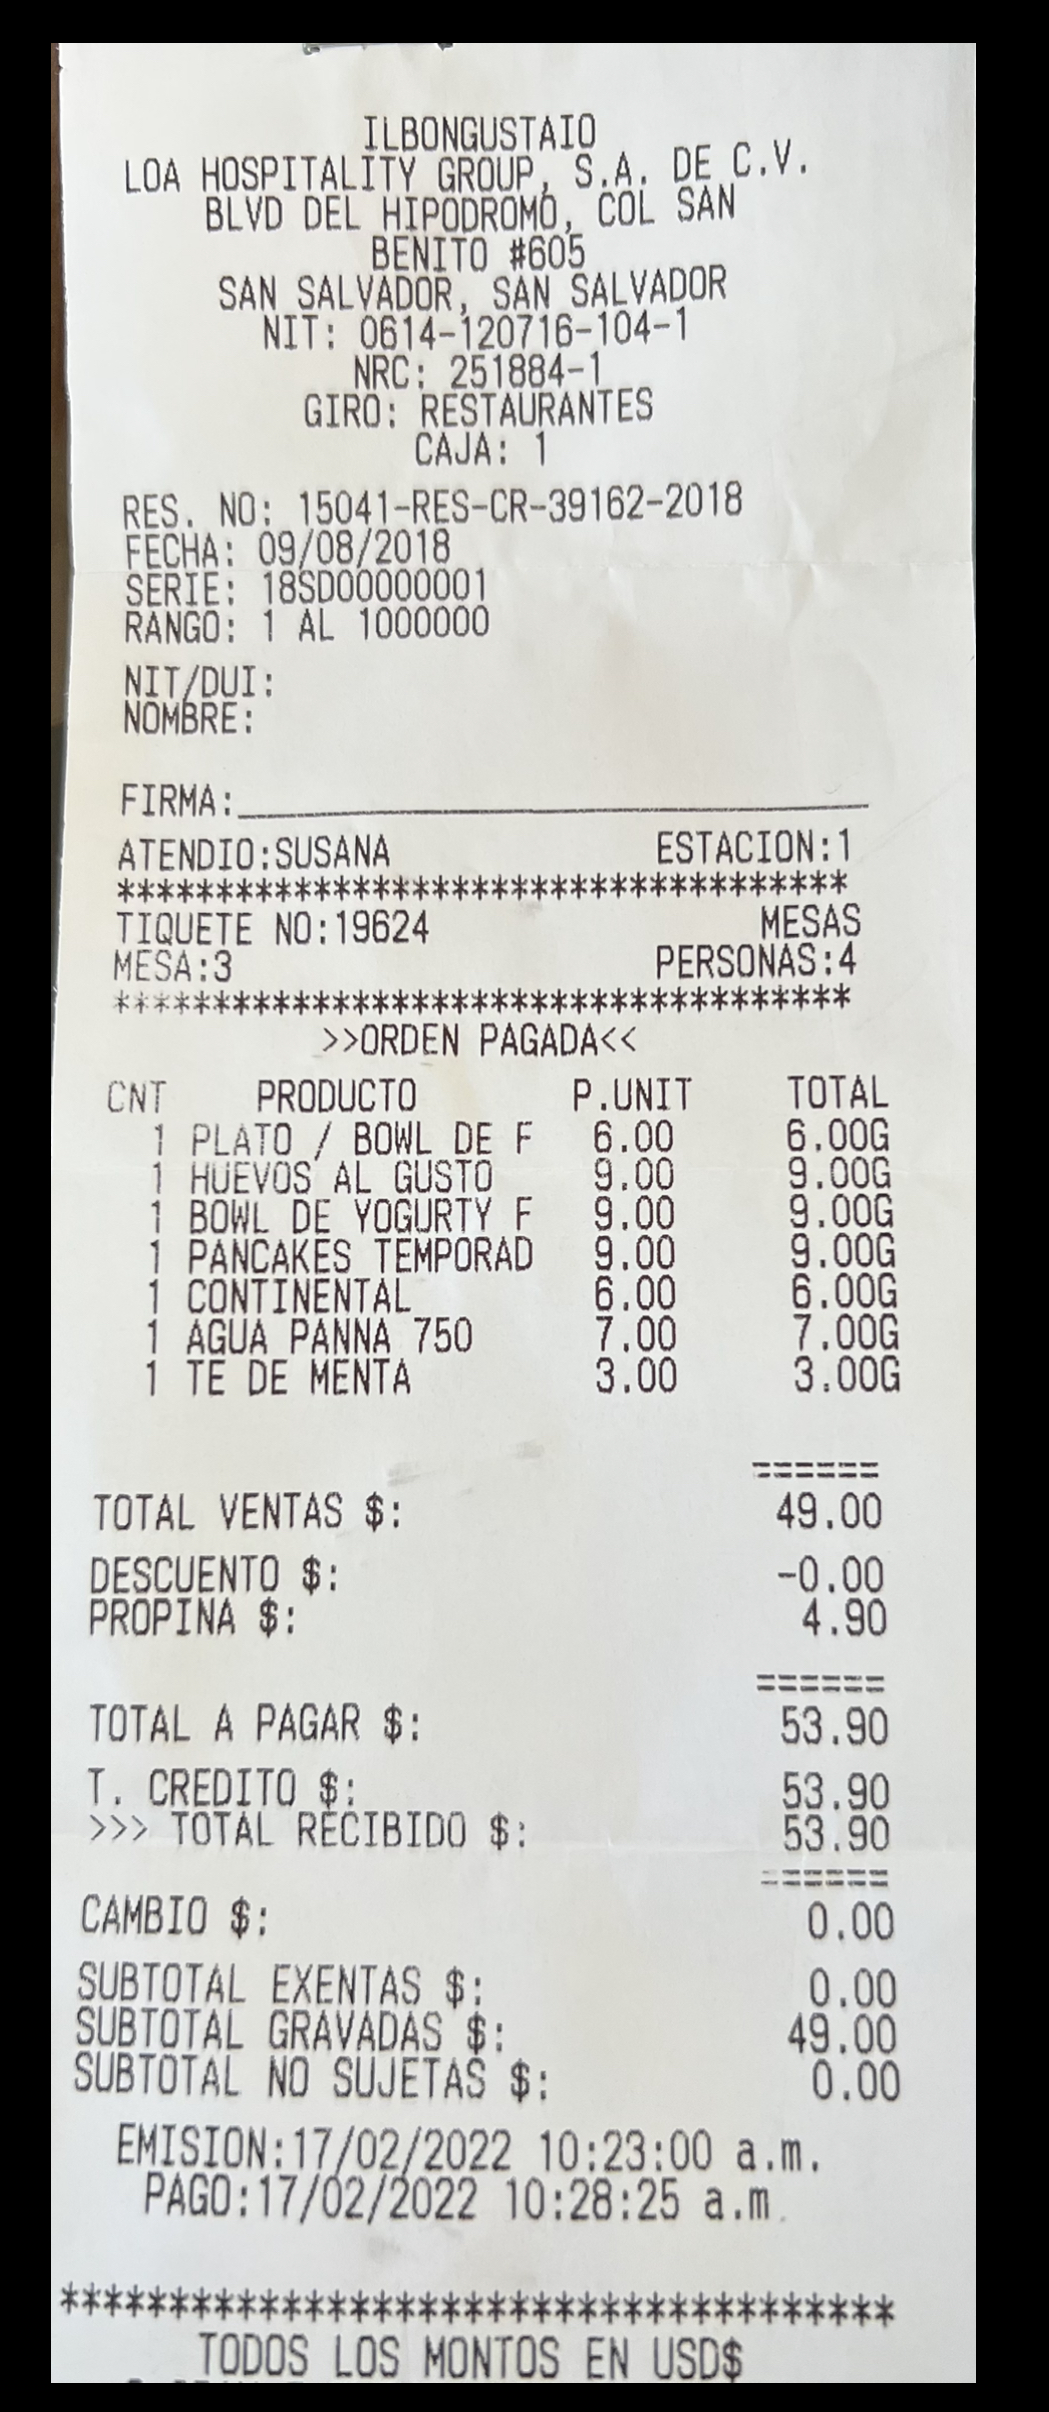 ILBONGUSTAIO
LOA HOSPITALITY GROUP, S.A. DE C.V.
BLVD DEL HIPODROMO, COL SAN
BENITO #605
SAN SALVADOR, SAN SALVADOR
NIT: 0614-120716-104-1
NRC: 251884-1
GIRO: RESTAURANTES
CAJA: 1
RES. NO: 15041-RES-CR-39162-2018
FECHA: 09/08/2018
SERIE: 18SD00000001
RANGO: 1 AL 1000000
NIT/DUI:
NOMBRE:
FIRMA:________________________________
ATENDIO:SUSANA ESTACION:1
**************************************
TIQUETE NO:19624 MESAS
MESA:3 PERSONAS:4
**************************************
>>ORDEN PAGADA<<
CNT PRODUCTO P.UNIT TOTAL
1 PLATO / BOWL DE F 6.00 6.00G
1 HUEVOS AL GUSTO 9.00 9.00G
1 BOWL DE YOGURTY F 9.00 9.00G
1 PANCAKES TEMPORAD 9.00 9.00G
1 CONTINENTAL 6.00 6.00G
1 AGUA PANNA 750 7.00 7.00G
1 TE DE MENTA 3.00 3.00G
======
TOTAL VENTAS $: 49.00
DESCUENTO $: -0.00
PROPINA $: 4.90
======
TOTAL A PAGAR $: 53.90
T. CREDITO $: 53.90
>>> TOTAL RECIBIDO $: 53.90
======
CAMBIO $: 0.00
SUBTOTAL EXENTAS $: 0.00
SUBTOTAL GRAVADAS $: 49.00
SUBTOTAL NO SUJETAS $: 0.00
EMISION:17/02/2022 10:23:00 a.m.
PAGO:17/02/2022 10:28:25 a.m.
**************************************
TODOS LOS MONTOS EN USD$